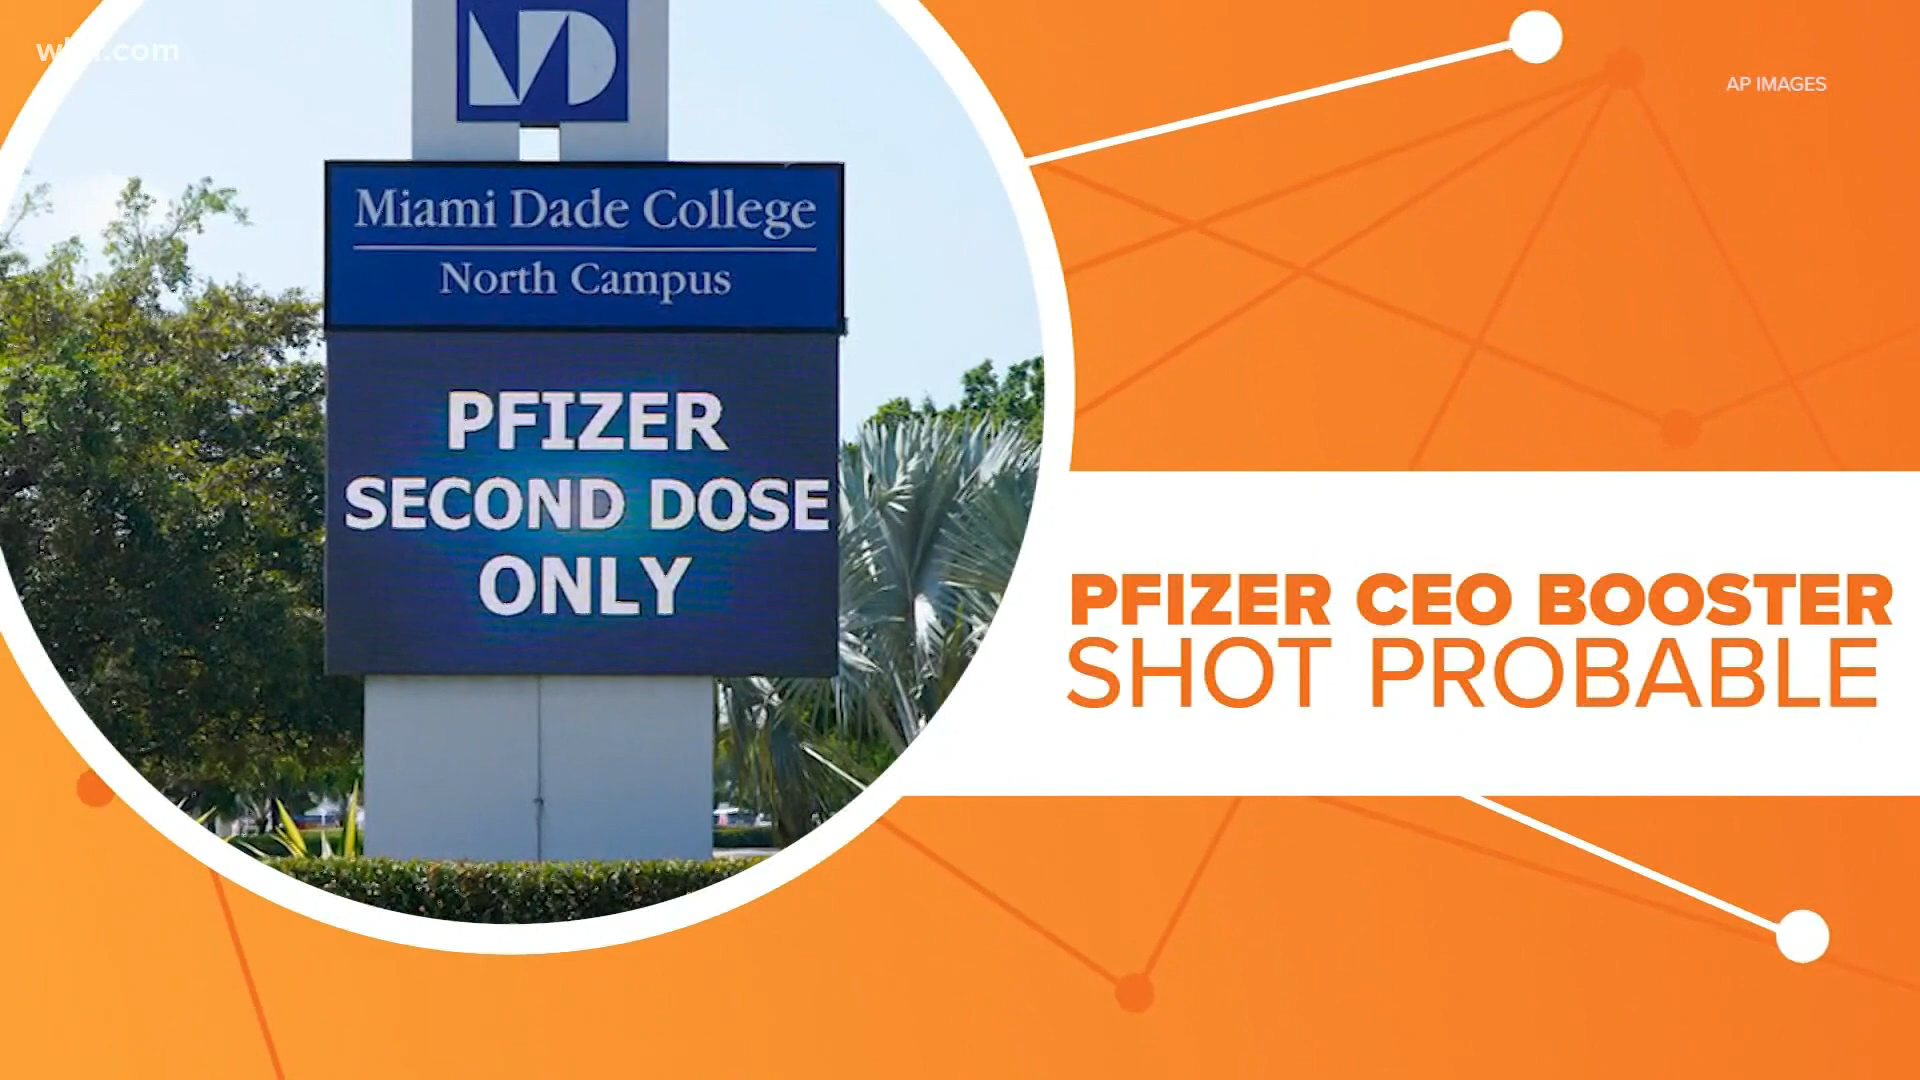 AP IMAGES
Miami Dade College
North Campus
PFIZER
SECOND DOSE
ONLY
PFIZER CEO BOOSTER
SHOT PROBABLE